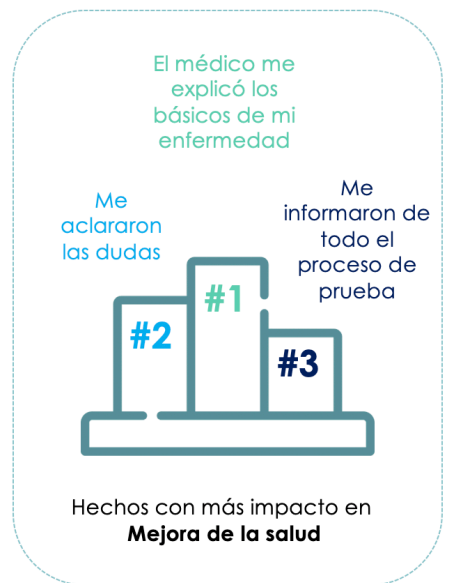 El médico me
explicó los
básicos de mi
enfermedad
Me
aclararon
las dudas
Me
informaron de
todo el
proceso de
prueba
#1
#2
#3
Hechos con más impacto en
Mejora de la salud